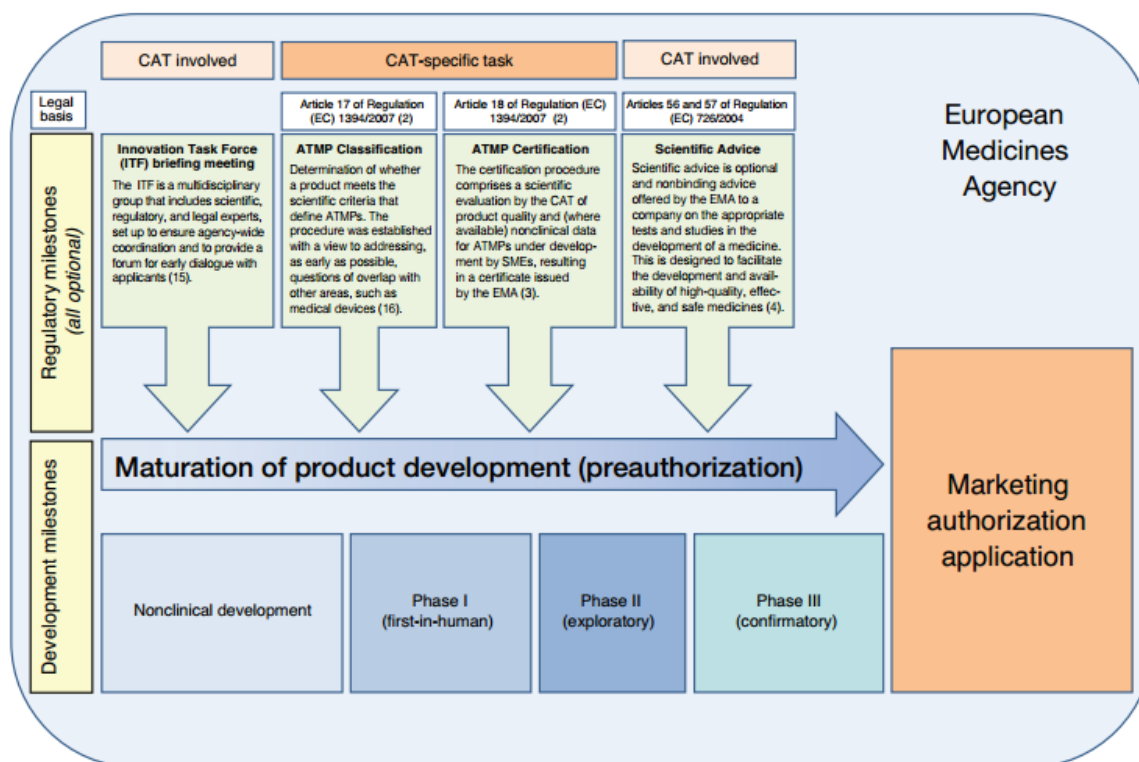 CAT involved
CAT-specific task
CAT involved
Legal
basis
Article 17 of Regulation
(EC) 1394/2007 (2)
Article 18 of Regulation (EC)
1394/2007 (2)
Articles 56 and 57 of Regulation
(EC) 726/2004
European
Medicines
Agency
Regulatory milestones
(all optional)
Innovation Task Force
(ITF) briefing meeting
The ITF is a multidisciplinary
group that includes scientific,
regulatory, and legal experts,
set up to ensure agency-wide
coordination and to provide a
forum for early dialogue with
applicants (15).
ATMP Classification
Determination of whether
a product meets the
scientific criteria that
define ATMPs. The
procedure was established
with a view to addressing,
as early as possible,
questions of overlap with
other areas, such as
medical devices (16).
ATMP Certification
The certification procedure
comprises a scientific
evaluation by the CAT of
product quality and (where
available) nonclinical data
for ATMPs under develop-
ment by SMEs, resulting
in a certificate issued
by the EMA (3).
Scientific Advice
Scientific advice is optional
and nonbinding advice
offered by the EMA to a
company on the appropriate
tests and studies in the
development of a medicine.
This is designed to facilitate
the development and avail-
ability of high-quality, effec-
tive, and safe medicines (4).
Maturation of product development (preauthorization)
Development milestones
Nonclinical development
Phase I
(first-in-human)
Phase II
(exploratory)
Phase III
(confirmatory)
Marketing
authorization
application